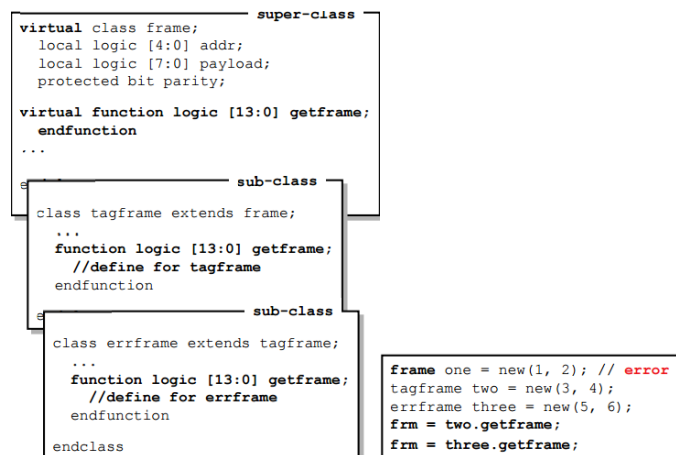 super-class
virtual class frame;
local logic [4:0] addr;
local logic [7:0] payload;
protected bit parity;
virtual function logic [13:0] getframe;
endfunction
...
sub-class
class tagframe extends frame;
...
function logic [13:0] getframe;
//define for tagframe
endfunction
sub-class
class errframe extends tagframe;
...
function logic [13:0] getframe;
//define for errframe
endfunction
endclass
frame one = new(1, 2); // error
tagframe two = new(3, 4);
errframe three = new(5, 6);
frm = two.getframe;
frm = three.getframe;